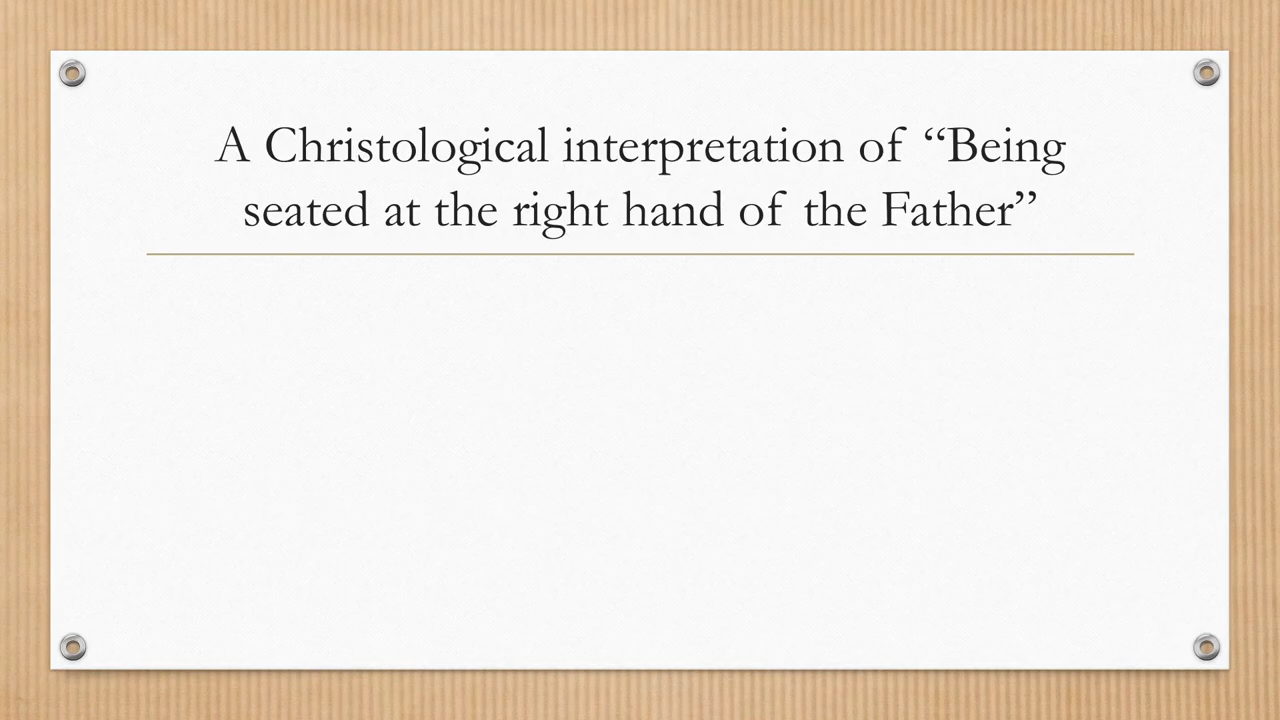 A Christological interpretation of “Being
seated at the right hand of the Father”